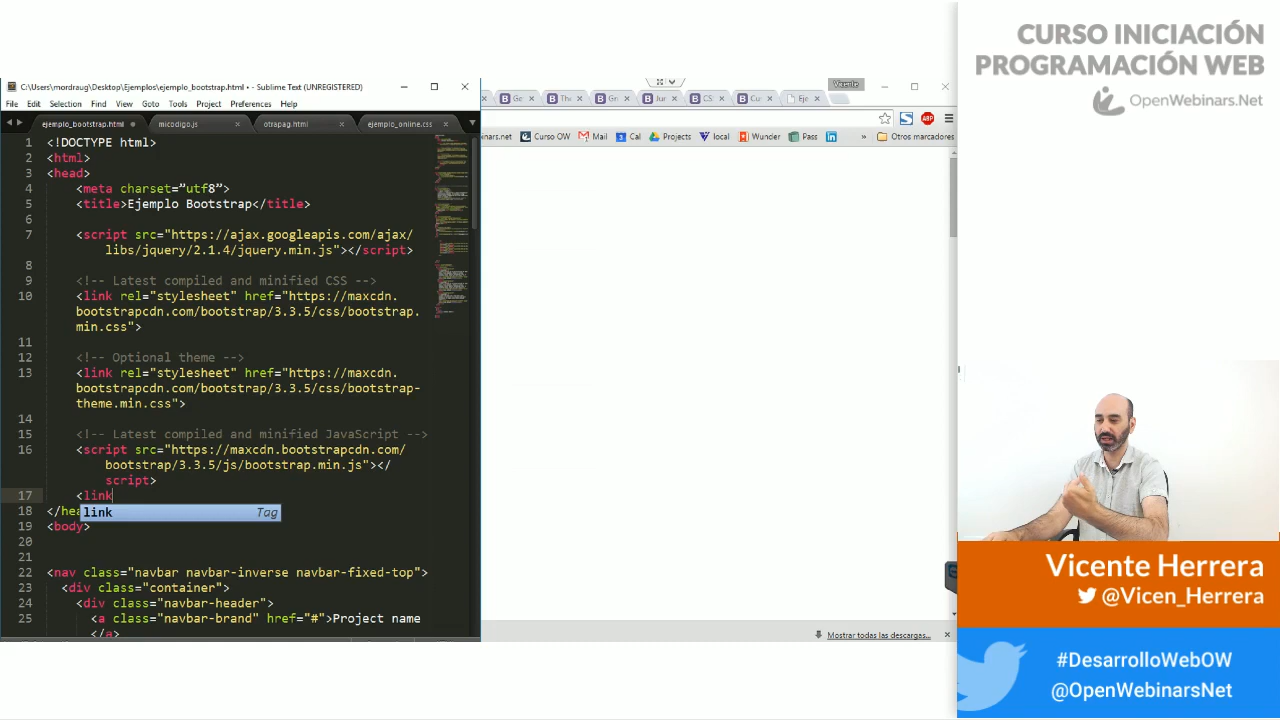 CURSO INICIACIÓN
PROGRAMACIÓN WEB
OpenWebinars.Net
C:\Users\mordraug\Desktop\Ejemplos\ejemplo_bootstrap.html • - Sublime Text (UNREGISTERED)
File Edit Selection Find View Goto Tools Project Preferences Help
ejemplo_bootstrap.html micodigo.js otrapag.html ejemplo_online.css
1 <!DOCTYPE html>
2 <html>
3 <head>
4 <meta charset="utf8">
5 <title>Ejemplo Bootstrap</title>
6
7 <script src="https://ajax.googleapis.com/ajax/
libs/jquery/2.1.4/jquery.min.js"></script>
8
9 <!-- Latest compiled and minified CSS -->
10 <link rel="stylesheet" href="https://maxcdn.
bootstrapcdn.com/bootstrap/3.3.5/css/bootstrap.
min.css">
11
12 <!-- Optional theme -->
13 <link rel="stylesheet" href="https://maxcdn.
bootstrapcdn.com/bootstrap/3.3.5/css/bootstrap-
theme.min.css">
14
15 <!-- Latest compiled and minified JavaScript -->
16 <script src="https://maxcdn.bootstrapcdn.com/
bootstrap/3.3.5/js/bootstrap.min.js"></
script>
17 <link
18 </hea
link Tag
19 <body>
20
21
22 <nav class="navbar navbar-inverse navbar-fixed-top">
23 <div class="container">
24 <div class="navbar-header">
25 <a class="navbar-brand" href="#">Project name
</a>
Vicente
Ge The Gri Jur CS: Cu Eje
inars.net Curso OW Mail Cal Projects local Wunder Pass » Otros marcadores
Mostrar todas las descargas...
Vicente Herrera
@Vicen_Herrera
#DesarrolloWebOW
@OpenWebinarsNet